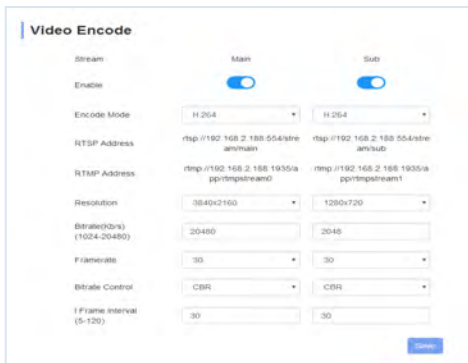 Video Encode
Stream Main Sub
Enable
Encode Mode H.264 H.264
RTSP Address rtsp://192.168.2.188:554/stre rtsp://192.168.2.188:554/stre
am/main am/sub
RTMP Address rtmp://192.168.2.188:1935/a rtmp://192.168.2.188:1935/a
pp/rtmpstream0 pp/rtmpstream1
Resolution 3840x2160 1280x720
Bitrate(Kb/s)
(1024-20480) 20480 2048
Framerate 30 30
Bitrate Control CBR CBR
I Frame Interval
(5-120) 30 30
Save